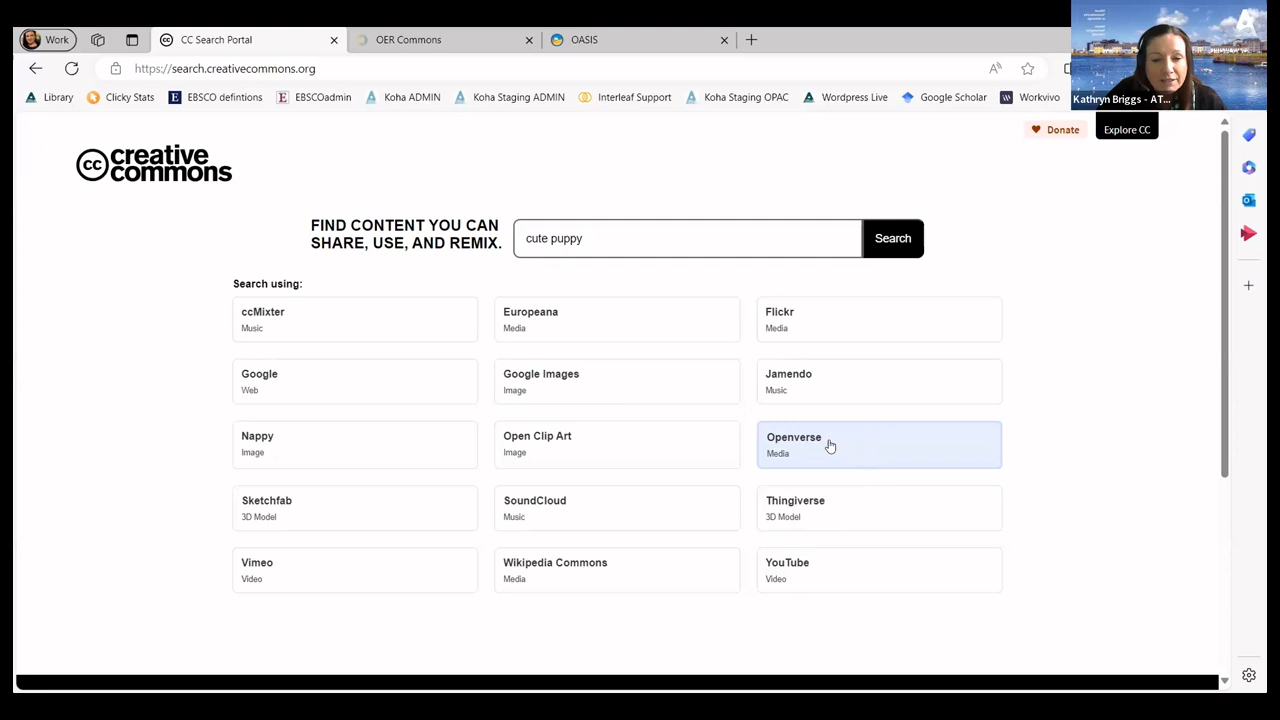 Work
CC Search Portal
OER Commons
OASIS
https://search.creativecommons.org
Library
Clicky Stats
EBSCO defintions
EBSCOadmin
Koha ADMIN
Koha Staging ADMIN
Interleaf Support
Koha Staging OPAC
Wordpress Live
Google Scholar
Workvivo
Kathryn Briggs - AT...
Donate
Explore CC
cc creative
commons
FIND CONTENT YOU CAN
SHARE, USE, AND REMIX.
cute puppy
Search
Search using:
ccMixter
Music
Europeana
Media
Flickr
Media
Google
Web
Google Images
Image
Jamendo
Music
Nappy
Image
Open Clip Art
Image
Openverse
Media
Sketchfab
3D Model
SoundCloud
Music
Thingiverse
3D Model
Vimeo
Video
Wikipedia Commons
Media
YouTube
Video